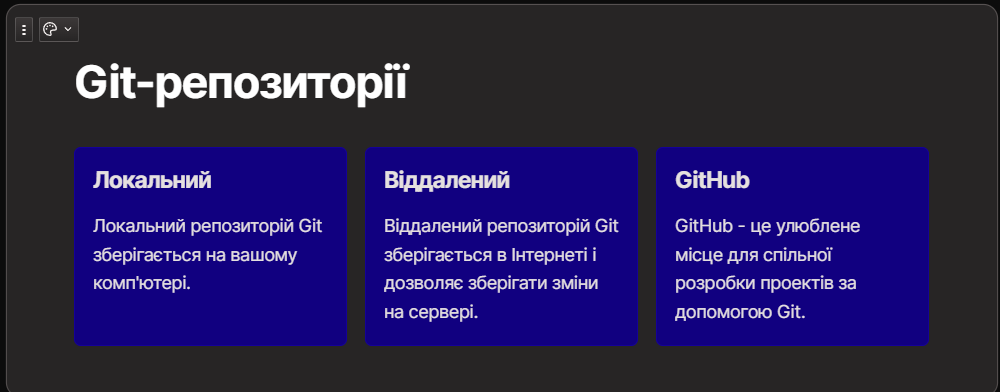 Git-репозиторії
Локальний
Локальний репозиторій Git
зберігається на вашому
комп'ютері.
Віддалений
Віддалений репозиторій Git
зберігається в Інтернеті і
дозволяє зберігати зміни
на сервері.
GitHub
GitHub - це улюблене
місце для спільної
розробки проектів за
допомогою Git.